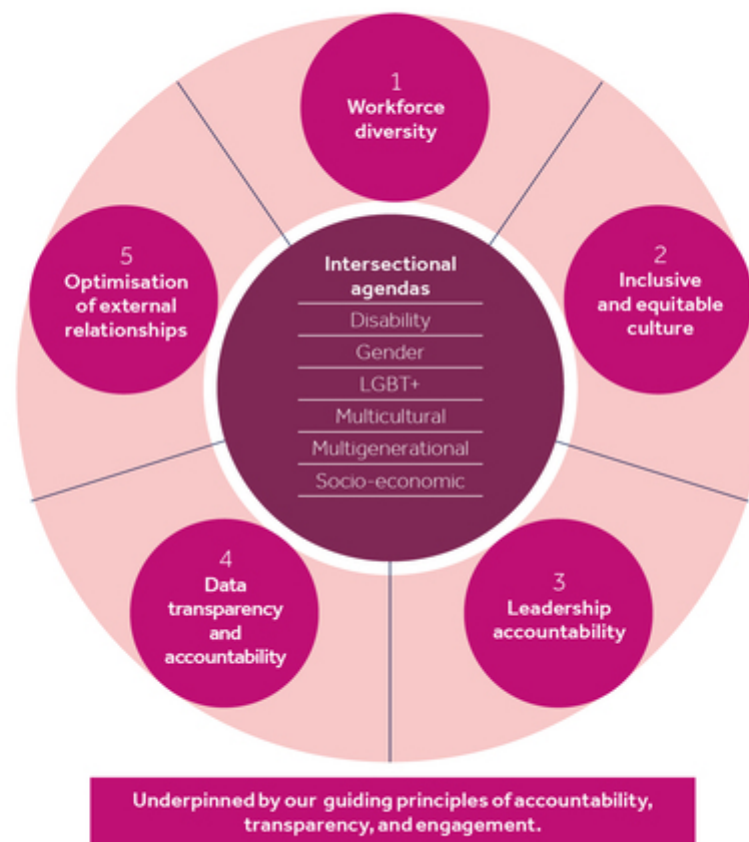 1
Workforce
diversity
2
Inclusive
and equitable
culture
3
Leadership
accountability
4
Data
transparency
and
accountability
5
Optimisation
of external
relationships
Intersectional
agendas
Disability
Gender
LGBT+
Multicultural
Multigenerational
Socio-economic
Underpinned by our guiding principles of accountability,
transparency, and engagement.